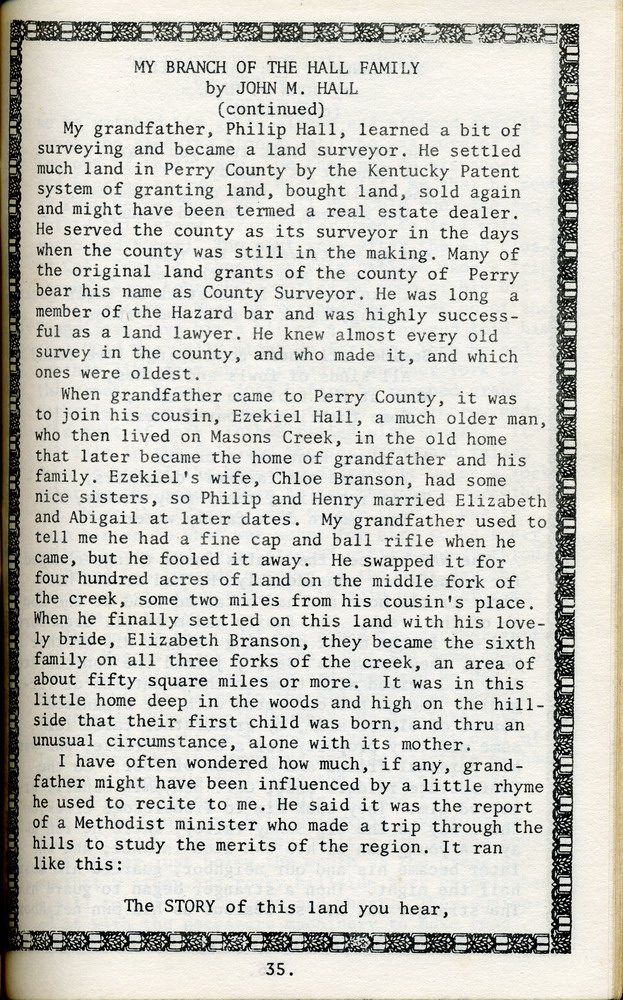 MY BRANCH OF THE HALL FAMILY
by JOHN M. HALL
(continued)
My grandfather, Philip Hall, learned a bit of
surveying and became a land surveyor. He settled
much land in Perry County by the Kentucky Patent
system of granting land, bought land, sold again
and might have been termed a real estate dealer.
He served the county as its surveyor in the days
when the county was still in the making. Many of
the original land grants of the county of Perry
bear his name as County Surveyor. He was long a
member of the Hazard bar and was highly success-
ful as a land lawyer. He knew almost every old
survey in the county, and who made it, and which
ones were oldest.
When grandfather came to Perry County, it was
to join his cousin, Ezekiel Hall, a much older man,
who then lived on Masons Creek, in the old home
that later became the home of grandfather and his
family. Ezekiel's wife, Chloe Branson, had some
nice sisters, so Philip and Henry married Elizabeth
and Abigail at later dates. My grandfather used to
tell me he had a fine cap and ball rifle when he
came, but he fooled it away. He swapped it for
four hundred acres of land on the middle fork of
the creek, some two miles from his cousin's place.
When he finally settled on this land with his love-
ly bride, Elizabeth Branson, they became the sixth
family on all three forks of the creek, an area of
about fifty square miles or more. It was in this
little home deep in the woods and high on the hill-
side that their first child was born, and thru an
unusual circumstance, alone with its mother.
I have often wondered how much, if any, grand-
father might have been influenced by a little rhyme
he used to recite to me. He said it was the report
of a Methodist minister who made a trip through the
hills to study the merits of the region. It ran
like this:
The STORY of this land you hear,
35.